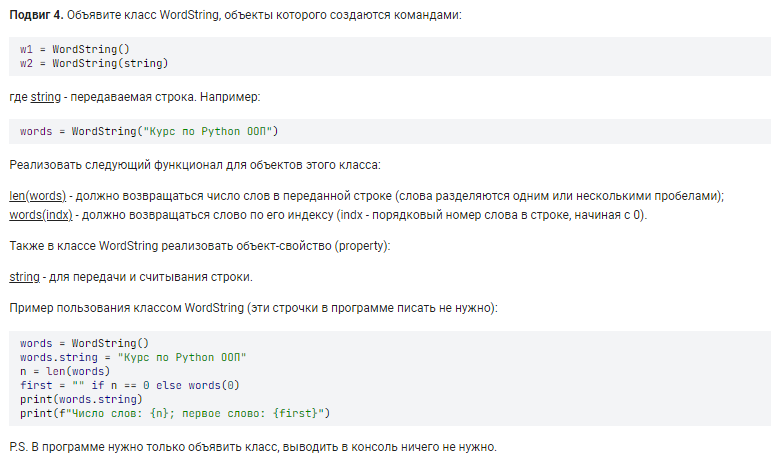 Подвиг 4. Объявите класс WordString, объекты которого создаются командами:
w1 = WordString()
w2 = WordString(string)
где string - передаваемая строка. Например:
words = WordString("Курс по Python ООП")
Реализовать следующий функционал для объектов этого класса:
len(words) - должно возвращаться число слов в переданной строке (слова разделяются одним или несколькими пробелами);
words(indx) - должно возвращаться слово по его индексу (indx - порядковый номер слова в строке, начиная с 0).
Также в классе WordString реализовать объект-свойство (property):
string - для передачи и считывания строки.
Пример пользования классом WordString (эти строчки в программе писать не нужно):
words = WordString()
words.string = "Курс по Python ООП"
n = len(words)
first = "" if n == 0 else words(0)
print(words.string)
print(f"Число слов: {n}; первое слово: {first}")
P.S. В программе нужно только объявить класс, выводить в консоль ничего не нужно.